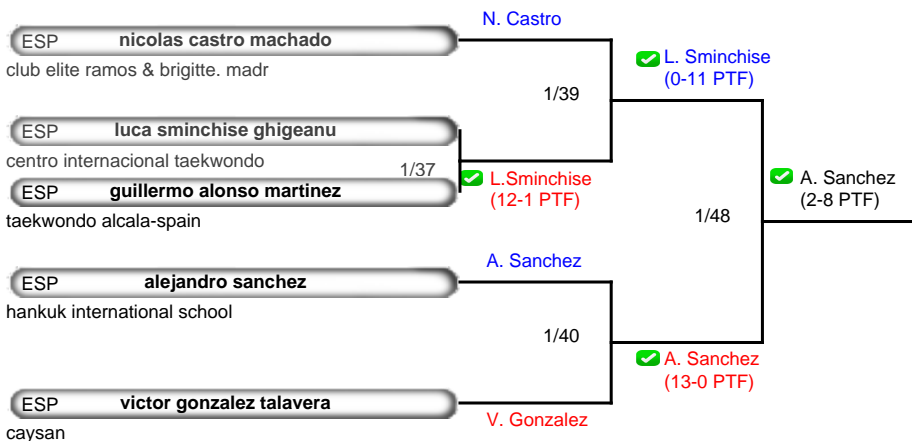 N. Castro
ESP nicolas castro machado
club elite ramos & brigitte. madr
L. Sminchise
(0-11 PTF)
1/39
ESP luca sminchise ghigeanu
centro internacional taekwondo
1/37
L.Sminchise
(12-1 PTF)
ESP guillermo alonso martinez
taekwondo alcala-spain
A. Sanchez
(2-8 PTF)
1/48
A. Sanchez
ESP alejandro sanchez
hankuk international school
1/40
A. Sanchez
(13-0 PTF)
ESP victor gonzalez talavera
V. Gonzalez
caysan